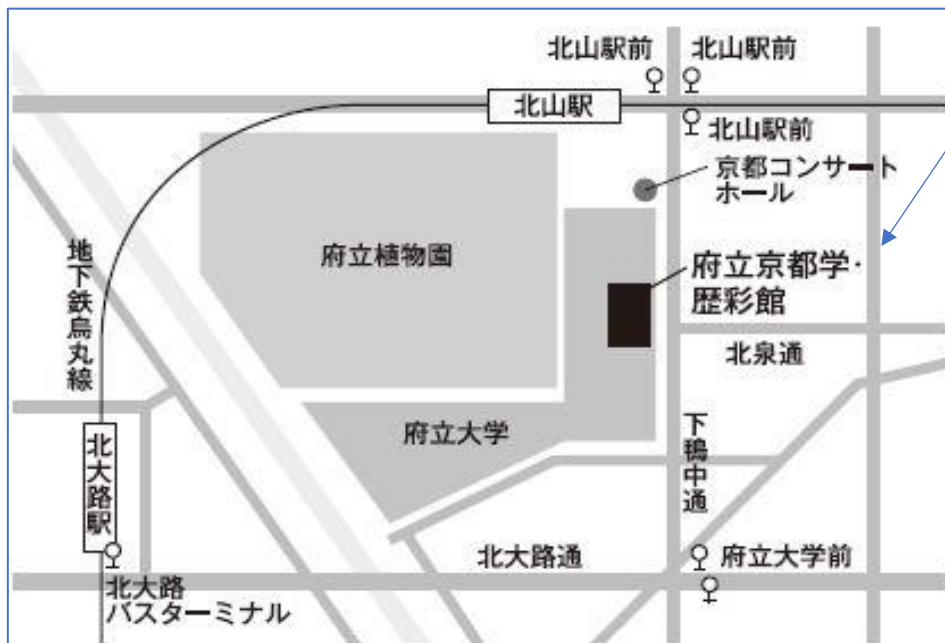 北山駅前
北山駅前
北山駅
北山駅前
京都コンサート
ホール
府立植物園
府立京都学・
歴彩館
地下鉄烏丸線
北泉通
府立大学
下鴨中通
北大路駅
北大路通
府立大学前
北大路
バスターミナル